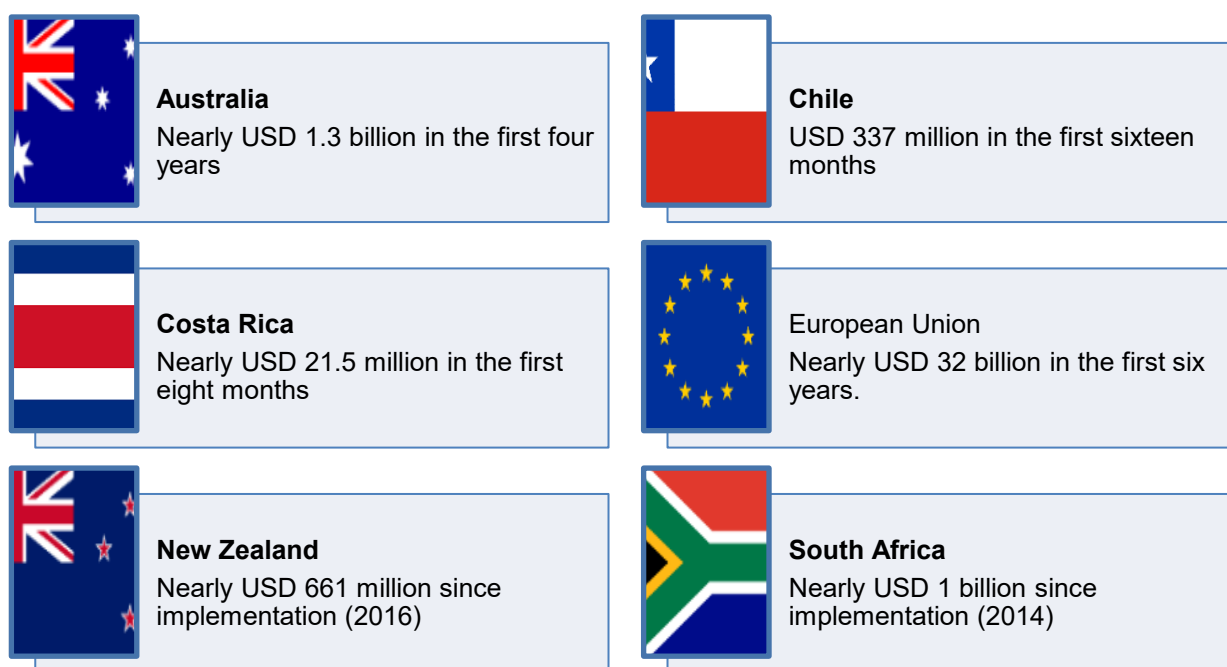 Australia
Nearly USD 1.3 billion in the first four
years
Chile
USD 337 million in the first sixteen
months
Costa Rica
Nearly USD 21.5 million in the first
eight months
European Union
Nearly USD 32 billion in the first six
years.
New Zealand
Nearly USD 661 million since
implementation (2016)
South Africa
Nearly USD 1 billion since
implementation (2014)